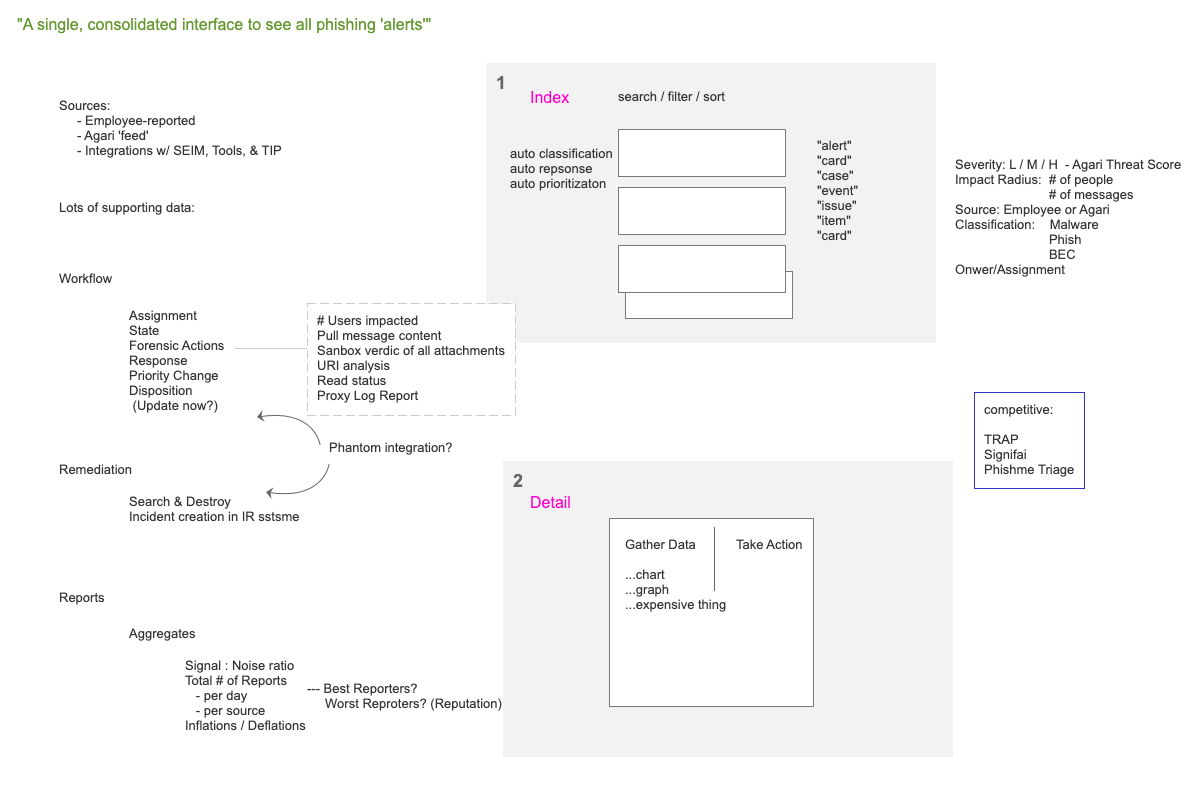 "A single, consolidated interface to see all phishing 'alerts'"
Sources:
- Employee-reported
- Agari 'feed'
- Integrations w/ SEIM, Tools, & TIP
Lots of supporting data:
Workflow
Assignment
State
Forensic Actions
Response
Priority Change
Disposition
(Update now?)
# Users impacted
Pull message content
Sanbox verdic of all attachments
URI analysis
Read status
Proxy Log Report
Phantom integration?
Remediation
Search & Destroy
Incident creation in IR sstsme
Reports
Aggregates
Signal : Noise ratio
Total # of Reports
- per day
- per source
Inflations / Deflations
--- Best Reporters?
Worst Reproters? (Reputation)
1
Index
search / filter / sort
auto classification
auto repsonse
auto prioritizaton
"alert"
"card"
"case"
"event"
"issue"
"item"
"card"
Severity: L / M / H - Agari Threat Score
Impact Radius: # of people
# of messages
Source: Employee or Agari
Classification: Malware
Phish
BEC
Onwer/Assignment
competitive:
TRAP
Signifai
Phishme Triage
2
Detail
Gather Data
...chart
...graph
...expensive thing
Take Action